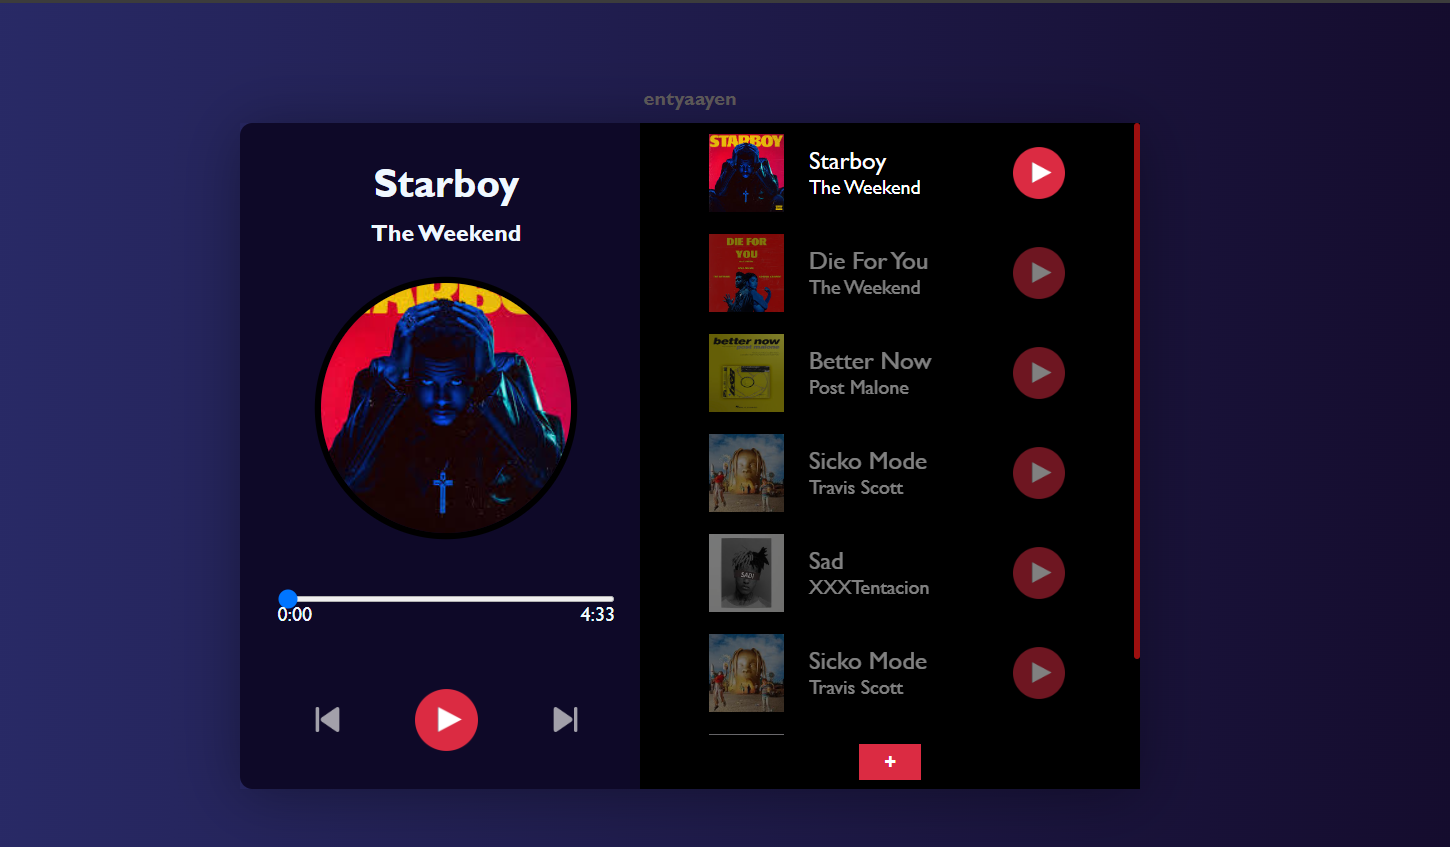 entyaayen
Starboy
The Weekend
ARBO
0:00
4:33
STARBOY
Starboy
The Weekend
DIE FOR
YOU
Die For You
The Weekend
better now
Better Now
Post Malone
Sicko Mode
Travis Scott
SAD!
Sad
XXXTentacion
Sicko Mode
Travis Scott
+